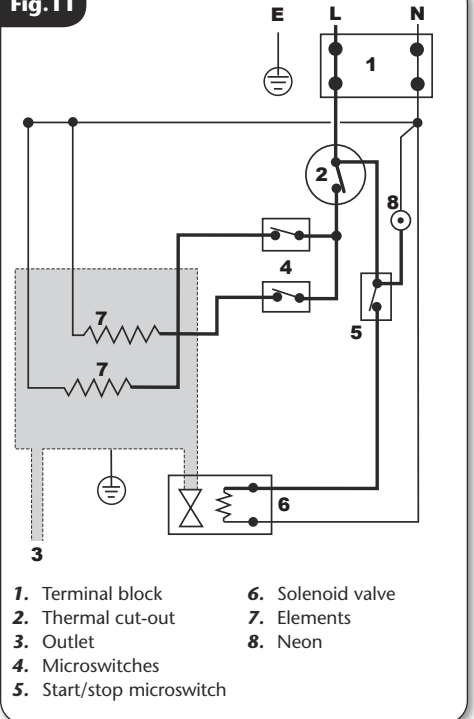 Fig.11
E L N
1
2
8
4
5
7
7
6
3
1. Terminal block
2. Thermal cut-out
3. Outlet
4. Microswitches
5. Start/stop microswitch
6. Solenoid valve
7. Elements
8. Neon